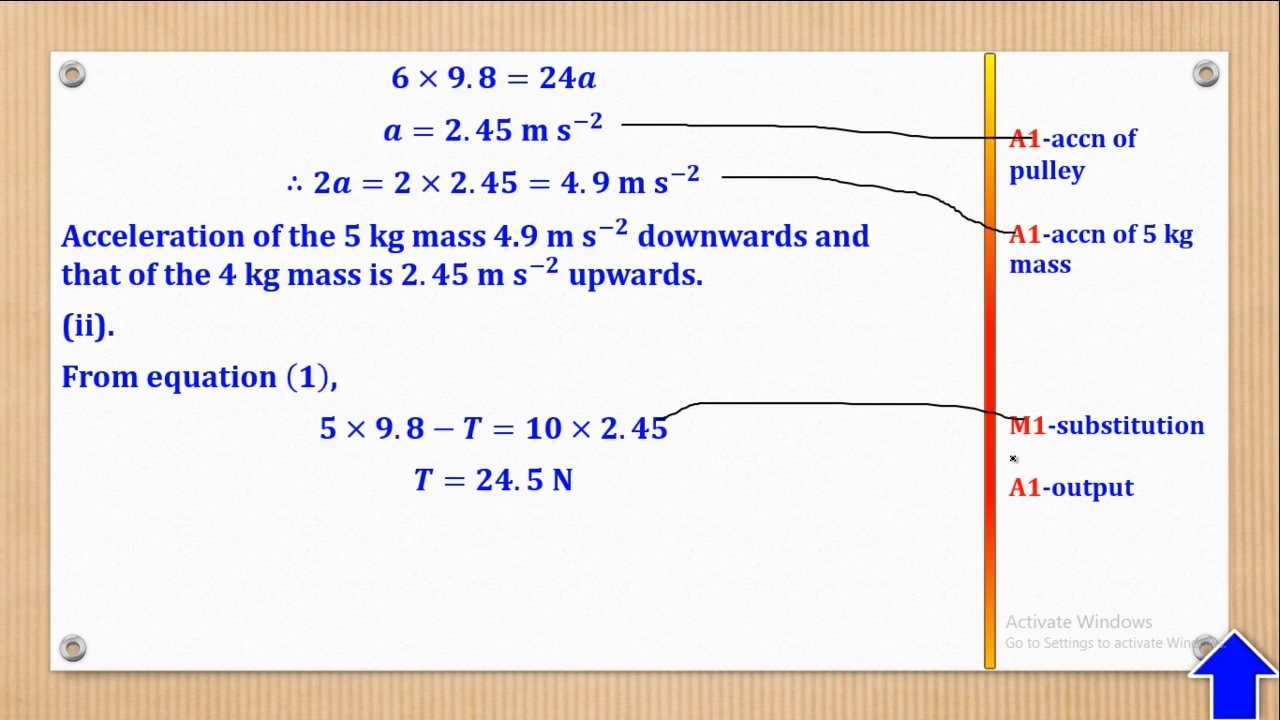 6 × 9.8 = 24a
a = 2.45 m s⁻²
A1-accn of
pulley
∴ 2a = 2 × 2.45 = 4.9 m s⁻²
Acceleration of the 5 kg mass 4.9 m s⁻² downwards and
A1-accn of 5 kg
mass
that of the 4 kg mass is 2.45 m s⁻² upwards.
(ii).
From equation (1),
5 × 9.8 − T = 10 × 2.45
M1-substitution
T = 24.5 N
A1-output
Activate Windows
Go to Settings to activate Windows.